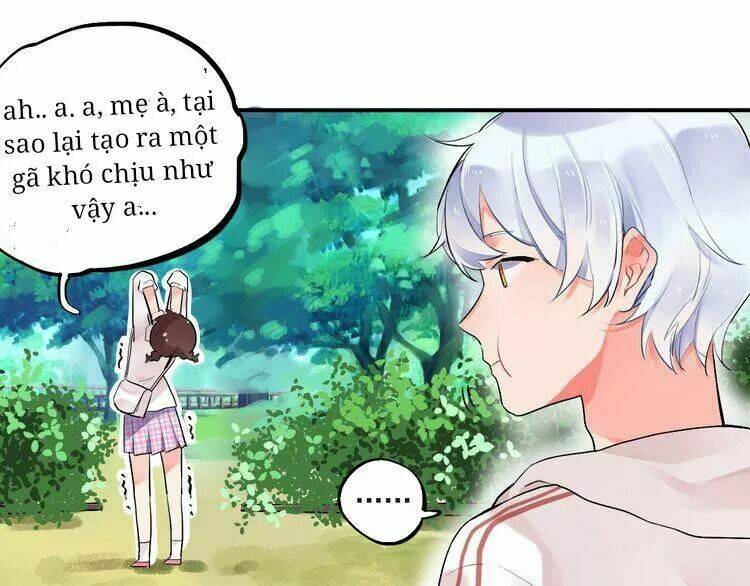 ah.. a. a, mẹ à, tại
sao lại tạo ra một
gã khó chịu như
vậy a...
......